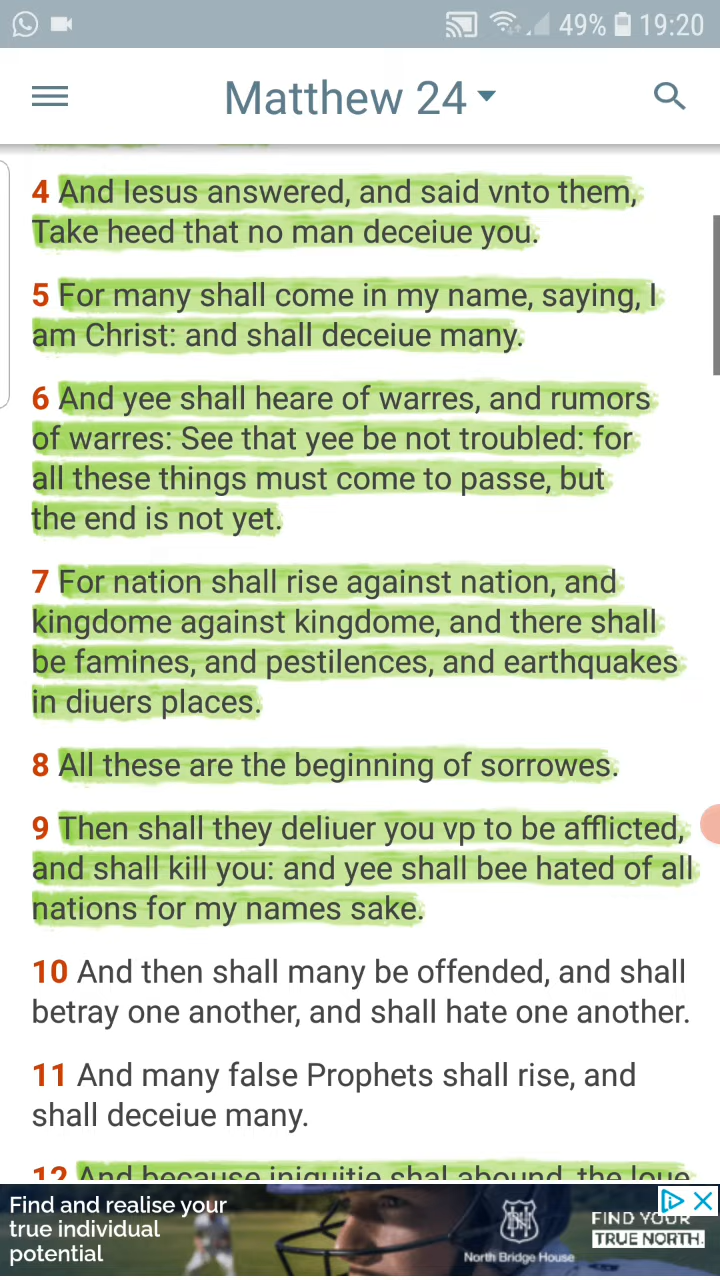 49% 19:20
Matthew 24
4 And Iesus answered, and said vnto them,
Take heed that no man deceiue you.
5 For many shall come in my name, saying, I
am Christ: and shall deceiue many.
6 And yee shall heare of warres, and rumors
of warres: See that yee be not troubled: for
all these things must come to passe, but
the end is not yet.
7 For nation shall rise against nation, and
kingdome against kingdome, and there shall
be famines, and pestilences, and earthquakes
in diuers places.
8 All these are the beginning of sorrowes.
9 Then shall they deliuer you vp to be afflicted,
and shall kill you: and yee shall bee hated of all
nations for my names sake.
10 And then shall many be offended, and shall
betray one another, and shall hate one another.
11 And many false Prophets shall rise, and
shall deceiue many.
12 And because iniquitie shal abound, the loue
Find and realise your
true individual
potential
North Bridge House
FIND YOUR
TRUE NORTH.